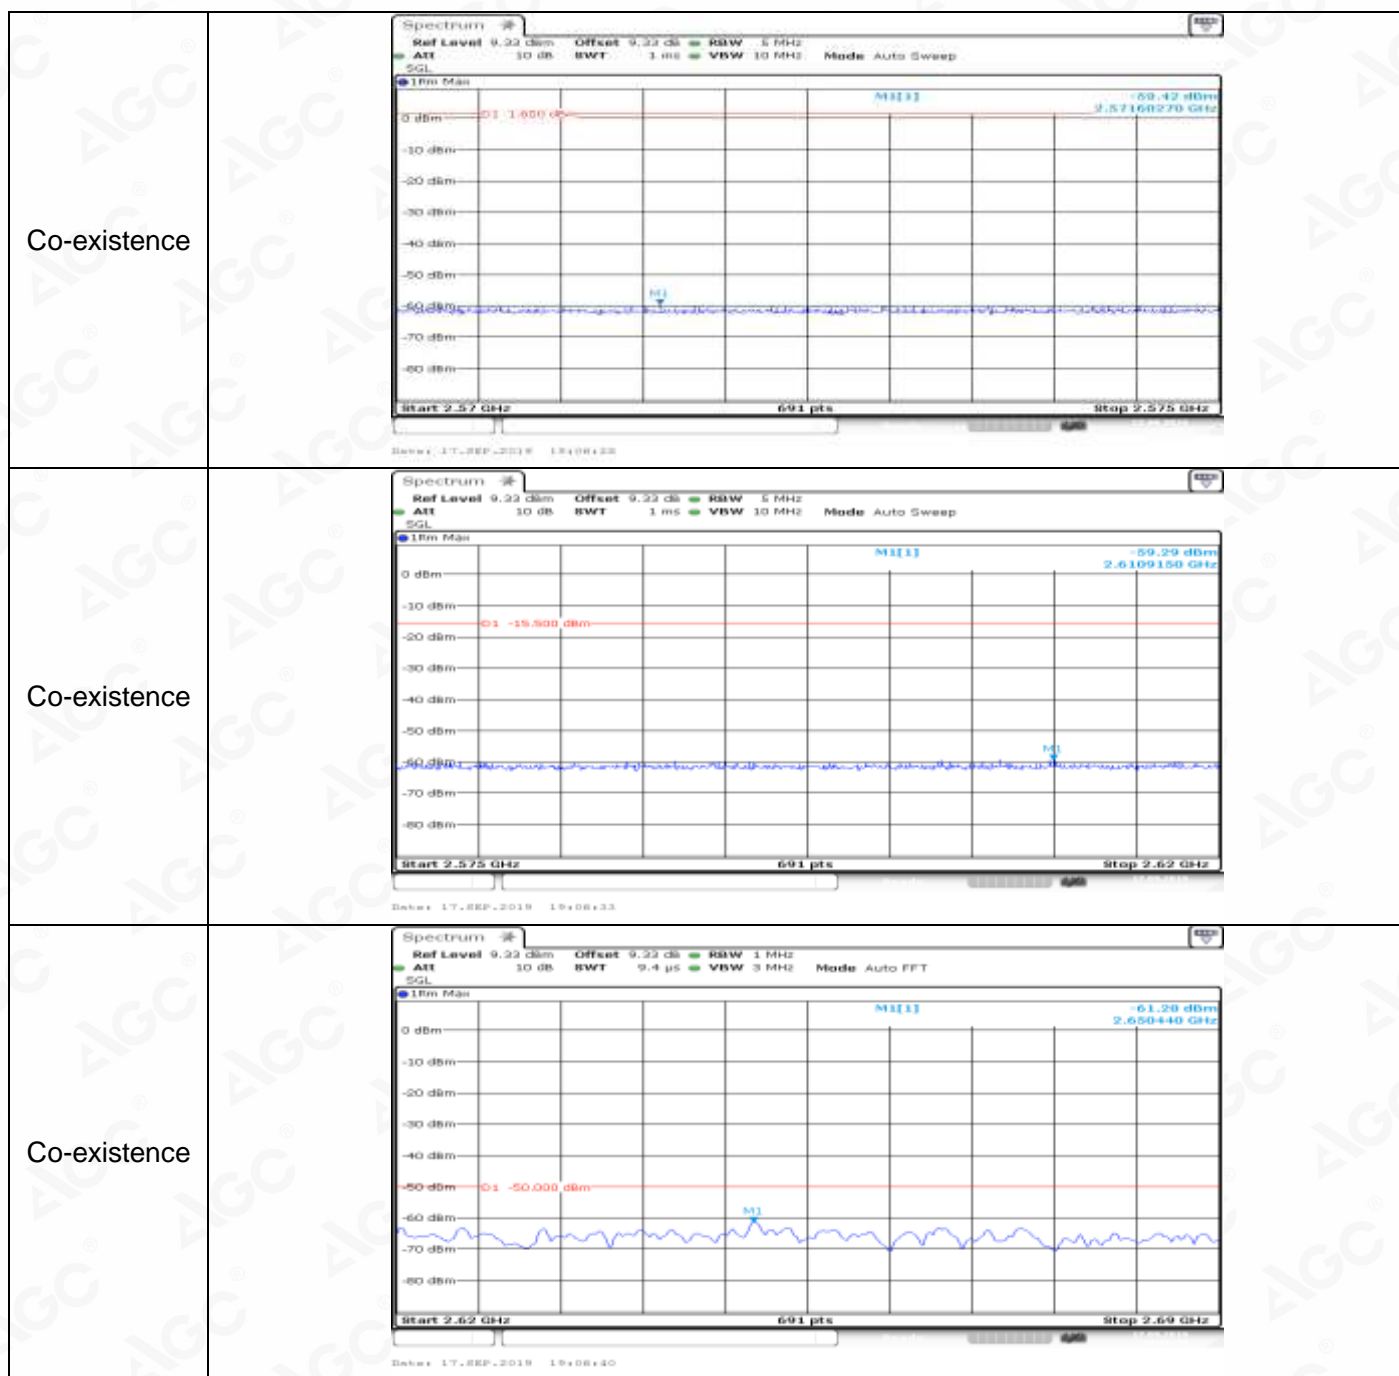 Spectrum
Ref Level 9.33 dBm Offset 9.33 dB RBW 5 MHz
Att 10 dB SWT 1 ms VBW 10 MHz Mode Auto Sweep
SGL
1Rm Max
M1[1] -59.42 dBm
2.57160270 GHz
0 dBm
D1 1.600 dBm
-10 dBm
-20 dBm
-30 dBm
Co-existence
-40 dBm
-50 dBm
M1
-60 dBm
-70 dBm
-80 dBm
Start 2.57 GHz 691 pts Stop 2.575 GHz
Date: 17.SEP.2019
Spectrum
Ref Level 9.33 dBm Offset 9.33 dB RBW 5 MHz
Att 10 dB SWT 1 ms VBW 10 MHz Mode Auto Sweep
SGL
1Rm Max
M1[1] -59.29 dBm
2.6109150 GHz
0 dBm
-10 dBm
D1 -15.500 dBm
-20 dBm
-30 dBm
Co-existence
-40 dBm
-50 dBm
M1
-60 dBm
-70 dBm
-80 dBm
Start 2.575 GHz 691 pts Stop 2.62 GHz
Date: 17.SEP.2019 19:08:33
Spectrum
Ref Level 9.33 dBm Offset 9.33 dB RBW 1 MHz
Att 10 dB SWT 9.4 µs VBW 3 MHz Mode Auto FFT
SGL
1Rm Max
M1[1] -61.28 dBm
2.650440 GHz
0 dBm
-10 dBm
-20 dBm
-30 dBm
Co-existence
-40 dBm
-50 dBm D1 -50.000 dBm
M1
-60 dBm
-70 dBm
-80 dBm
Start 2.62 GHz 691 pts Stop 2.69 GHz
Date: 17.SEP.2019 19:08:40